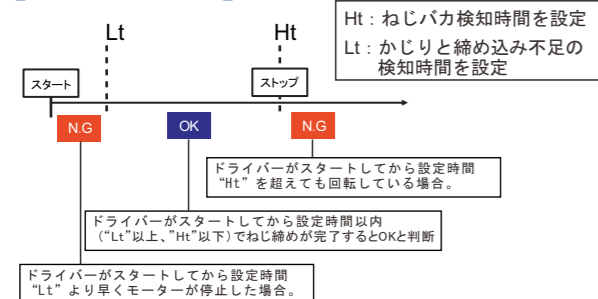 Lt
Ht
Ht：ねじバカ検知時間を設定
Lt：かじりと締め込み不足の
検知時間を設定
スタート
ストップ
N.G
OK
N.G
ドライバーがスタートしてから設定時間
“Ht”を超えても回転している場合。
ドライバーがスタートしてから設定時間以内
（“Lt”以上、”Ht”以下）でねじ締めが完了するとOKと判断
ドライバーがスタートしてから設定時間
“Lt”より早くモーターが停止した場合。